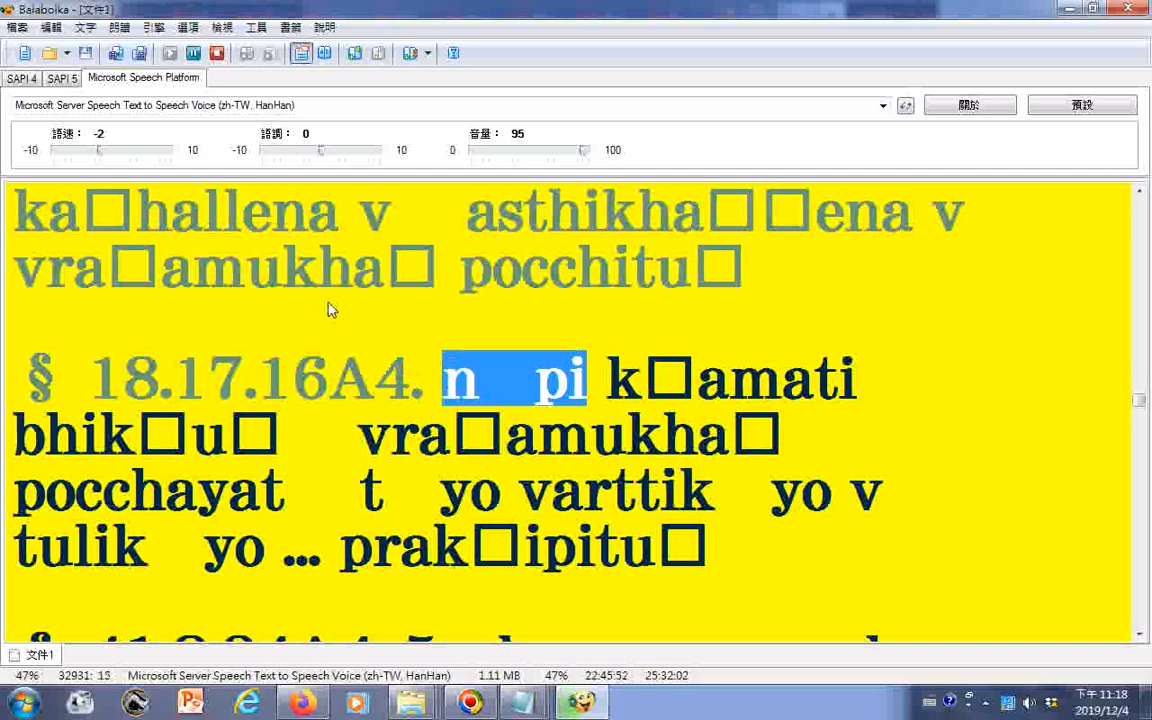 Balabolka - [文件1]
檔案 編輯 文字 朗讀 引擎 選項 檢視 工具 書籤 說明
SAPI 4 SAPI 5 Microsoft Speech Platform
Microsoft Server Speech Text to Speech Voice (zh-TW, HanHan) 關於 預設
語速： -2 語調： 0 音量： 95
-10 10 -10 10 0 100
ka□hallena v asthikha□□ena v
vra□amukha□ pocchitu□
§ 18.17.16A4. n pi k□amati
bhik□u□ vra□amukha□
pocchayat t yo varttik yo v
tulik yo ... prak□ipitu□
文件1
47% 32931: 15 Microsoft Server Speech Text to Speech Voice (zh-TW, HanHan) 1.11 MB 47% 22:45:52 25:32:02
下午 11:18
2019/12/4